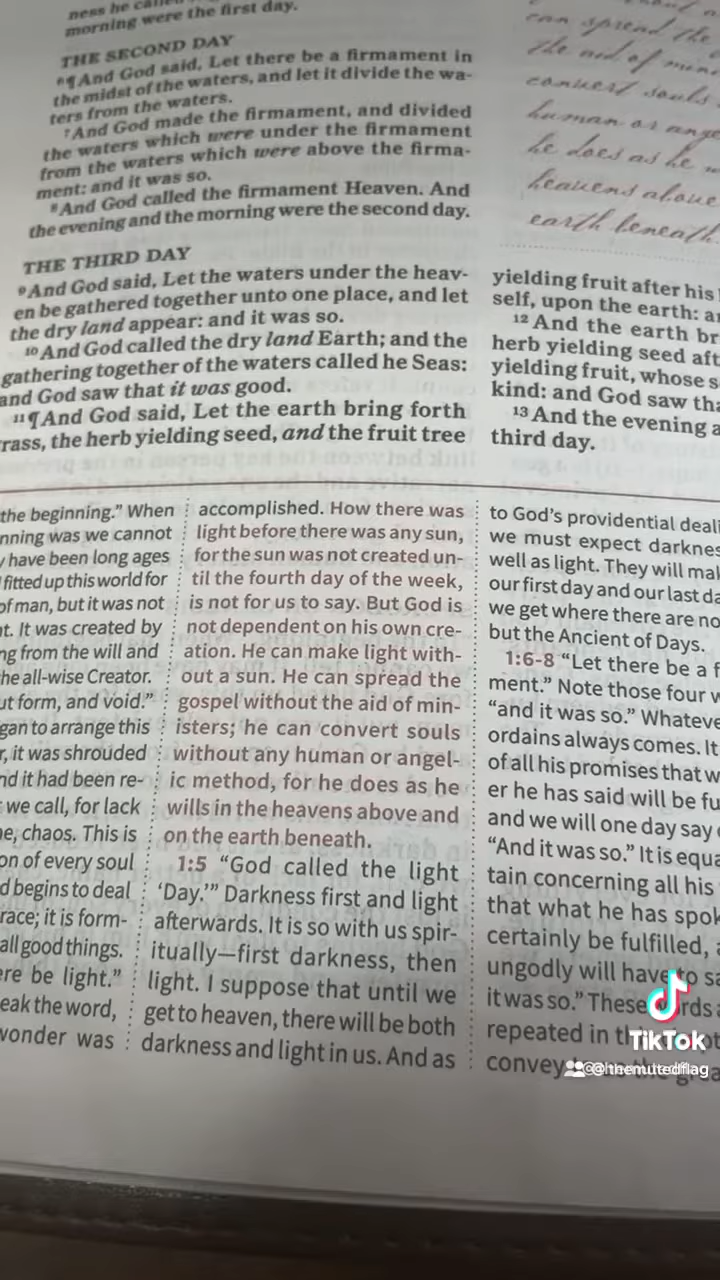 ness he called
morning were the first day.
THE SECOND DAY
⁶¶And God said, Let there be a firmament in
the midst of the waters, and let it divide the wa-
ters from the waters.
⁷And God made the firmament, and divided
the waters which were under the firmament
from the waters which were above the firma-
ment: and it was so.
⁸And God called the firmament Heaven. And
the evening and the morning were the second day.
THE THIRD DAY
⁹And God said, Let the waters under the heav-
en be gathered together unto one place, and let
the dry land appear: and it was so.
¹⁰And God called the dry land Earth; and the
gathering together of the waters called he Seas:
and God saw that it was good.
¹¹¶And God said, Let the earth bring forth
rass, the herb yielding seed, and the fruit tree
can spread the
the aid of
convert souls
human or ange
he does as he
heavens above
earth beneath
yielding fruit after his
self, upon the earth: a
¹²And the earth br
herb yielding seed aft
yielding fruit, whose s
kind: and God saw tha
¹³And the evening a
third day.
the beginning.” When
nning was we cannot
have been long ages
fitted up this world for
of man, but it was not
t. It was created by
ng from the will and
he all-wise Creator.
ut form, and void.”
gan to arrange this
r, it was shrouded
nd it had been re-
we call, for lack
e, chaos. This is
on of every soul
d begins to deal
race; it is form-
all good things.
re be light.”
eak the word,
wonder was
accomplished. How there was
light before there was any sun,
for the sun was not created un-
til the fourth day of the week,
is not for us to say. But God is
not dependent on his own cre-
ation. He can make light with-
out a sun. He can spread the
gospel without the aid of min-
isters; he can convert souls
without any human or angel-
ic method, for he does as he
wills in the heavens above and
on the earth beneath.
1:5 “God called the light
‘Day.’” Darkness first and light
afterwards. It is so with us spir-
itually—first darkness, then
light. I suppose that until we
get to heaven, there will be both
darkness and light in us. And as
to God’s providential deali
we must expect darknes
well as light. They will mak
our first day and our last da
we get where there are no
but the Ancient of Days.
1:6-8 “Let there be a f
ment.” Note those four w
“and it was so.” Whateve
ordains always comes. It
of all his promises that w
er he has said will be fu
and we will one day say
“And it was so.” It is equa
tain concerning all his
that what he has spok
certainly be fulfilled, a
ungodly will have to sa
it was so.” These words a
repeated in th
convey
TikTok
@themutedflag